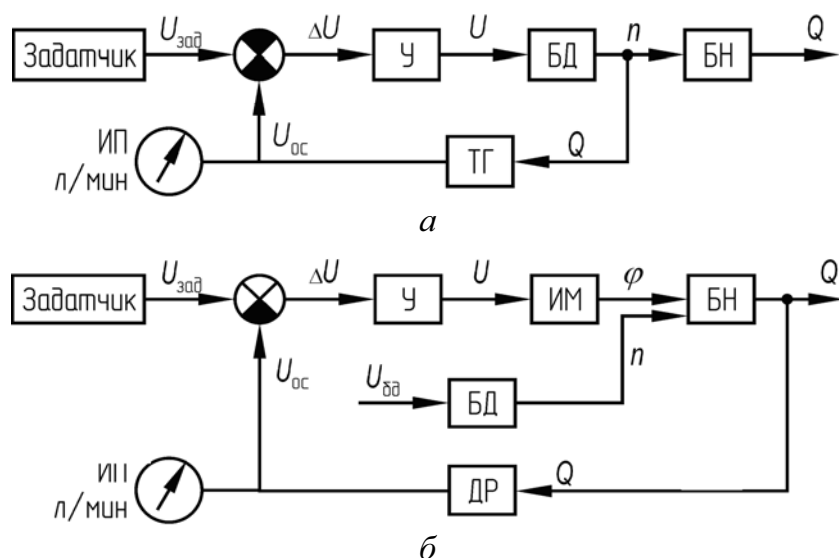 Задатчик U_зад ΔU У U БД n БН Q
ИП л/мин U_ос ТГ Q
а
Задатчик U_зад ΔU У U ИМ φ БН Q
U_ос U_бд БД n
ИП л/мин ДР Q
б